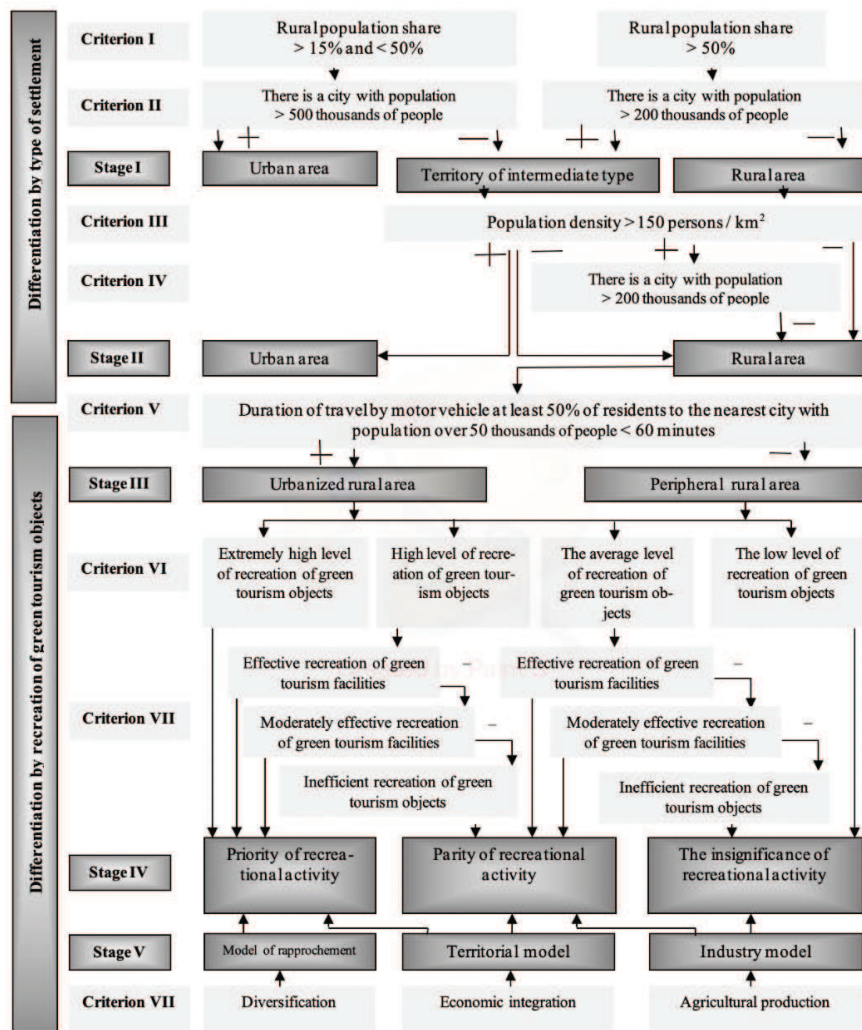 Differentiation by type of settlement
Criterion I
Rural population share
> 15% and < 50%
Rural population share
> 50%
Criterion II
There is a city with population
> 500 thousands of people
There is a city with population
> 200 thousands of people
+
—
+
—
Stage I
Urban area
Territory of intermediate type
Rural area
Criterion III
Population density > 150 persons / km²
+
—
+
—
Criterion IV
There is a city with population
> 200 thousands of people
—
Stage II
Urban area
Rural area
Differentiation by recreation of green tourism objects
Criterion V
Duration of travel by motor vehicle at least 50% of residents to the nearest city with
population over 50 thousands of people < 60 minutes
+
—
Stage III
Urbanized rural area
Peripheral rural area
Criterion VI
Extremely high level
of recreation of green
tourism objects
High level of recre-
ation of green tour-
ism objects
The average level
of recreation of
green tourism ob-
jects
The low level of
recreation of green
tourism objects
Criterion VII
Effective recreation of green
tourism facilities
–
Effective recreation of green
tourism facilities
–
Moderately effective recreation
of green tourism facilities
–
Moderately effective recreation
of green tourism facilities
–
Inefficient recreation of green
tourism objects
Inefficient recreation of green
tourism objects
Stage IV
Priority of recrea-
tional activity
Parity of recreational
activity
The insignificance of
recreational activity
Stage V
Model of rapprochement
Territorial model
Industry model
Criterion VII
Diversification
Economic integration
Agricultural production